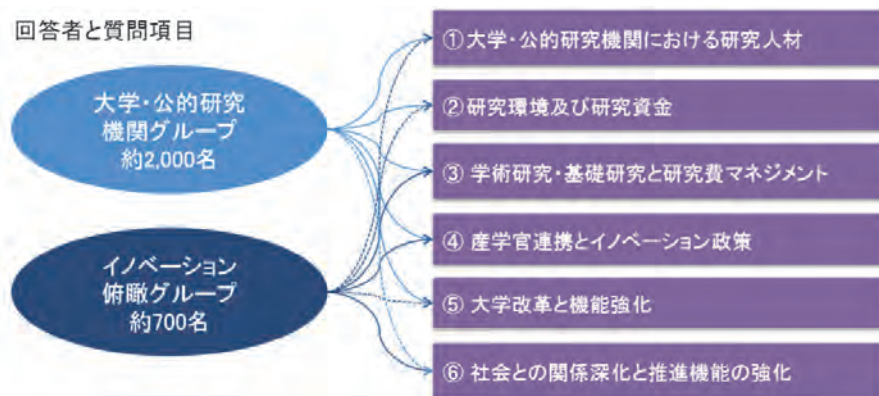 回答者と質問項目
大学・公的研究
機関グループ
約2,000名
イノベーション
俯瞰グループ
約700名
①大学・公的研究機関における研究人材
②研究環境及び研究資金
③ 学術研究・基礎研究と研究費マネジメント
④ 産学官連携とイノベーション政策
⑤ 大学改革と機能強化
⑥ 社会との関係深化と推進機能の強化